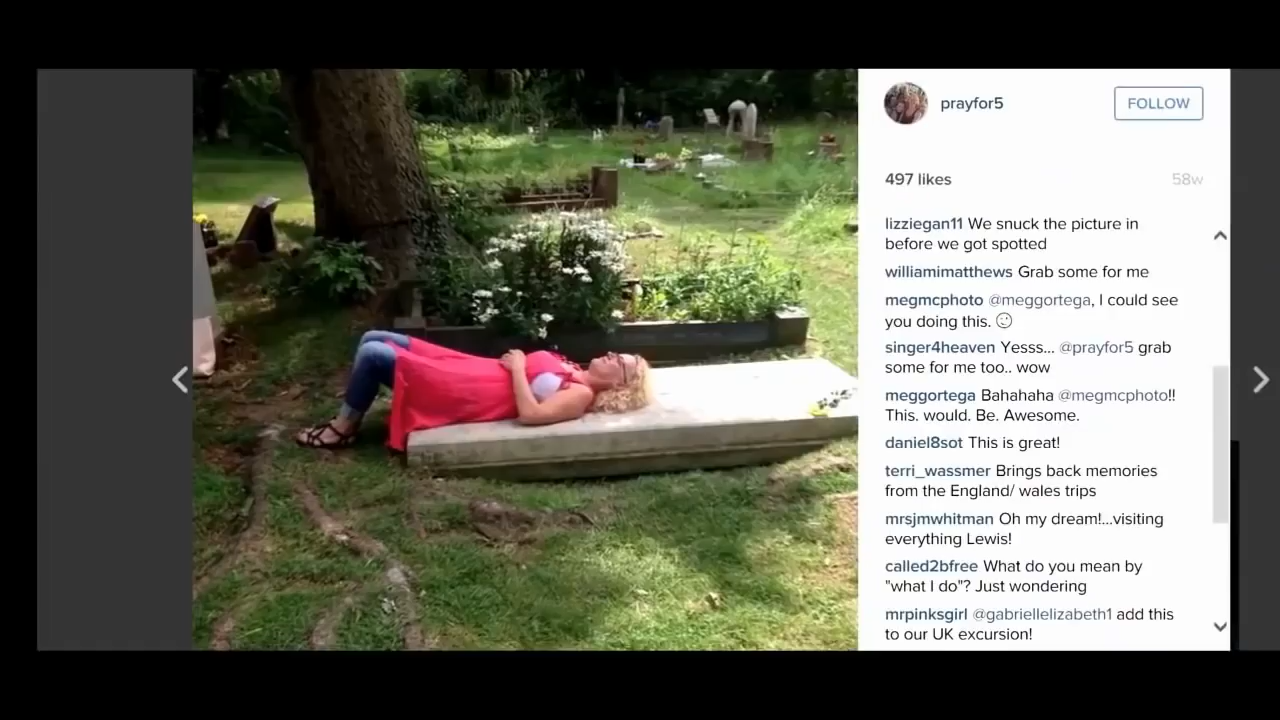 prayfor5
FOLLOW
497 likes
58w
lizziegan11 We snuck the picture in
before we got spotted
williamimatthews Grab some for me
megmcphoto @meggortega, I could see
you doing this.
singer4heaven Yesss... @prayfor5 grab
some for me too.. wow
meggortega Bahahaha @megmcphoto!!
This. would. Be. Awesome.
daniel8sot This is great!
terri_wassmer Brings back memories
from the England/ wales trips
mrsjmwhitman Oh my dream!...visiting
everything Lewis!
called2bfree What do you mean by
"what I do"? Just wondering
mrpinksgirl @gabriellelizabeth1 add this
to our UK excursion!